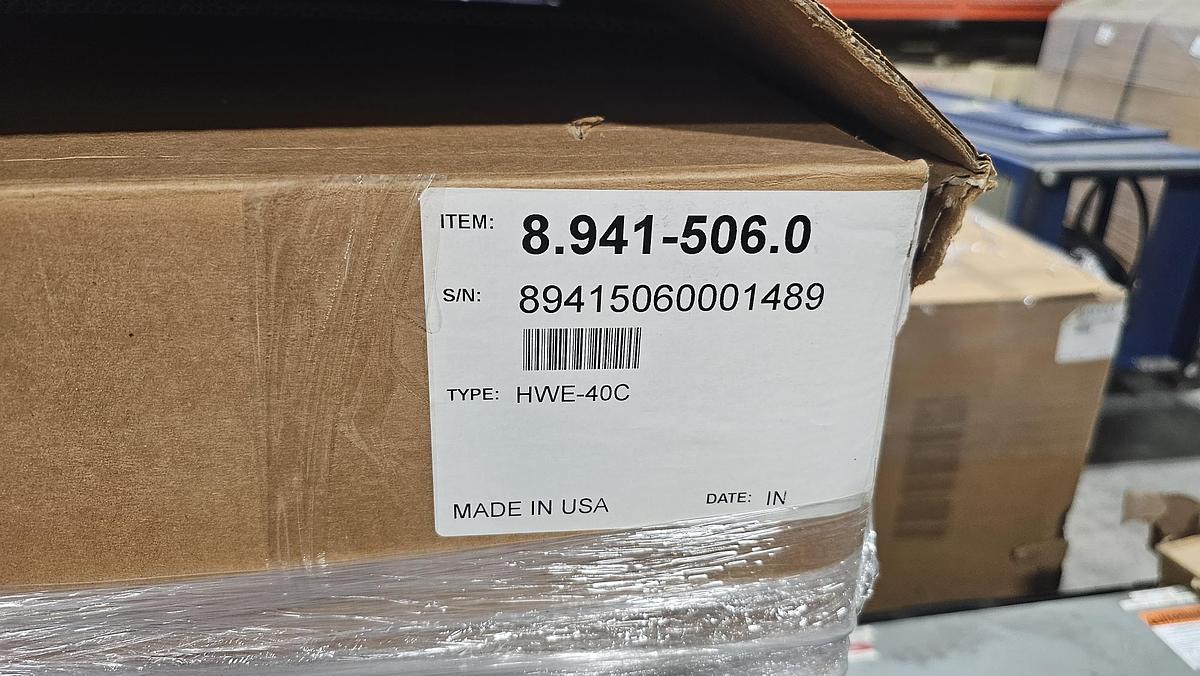 ITEM: 8.941-506.0
S/N: 89415060001489
TYPE: HWE-40C
MADE IN USA DATE: IN